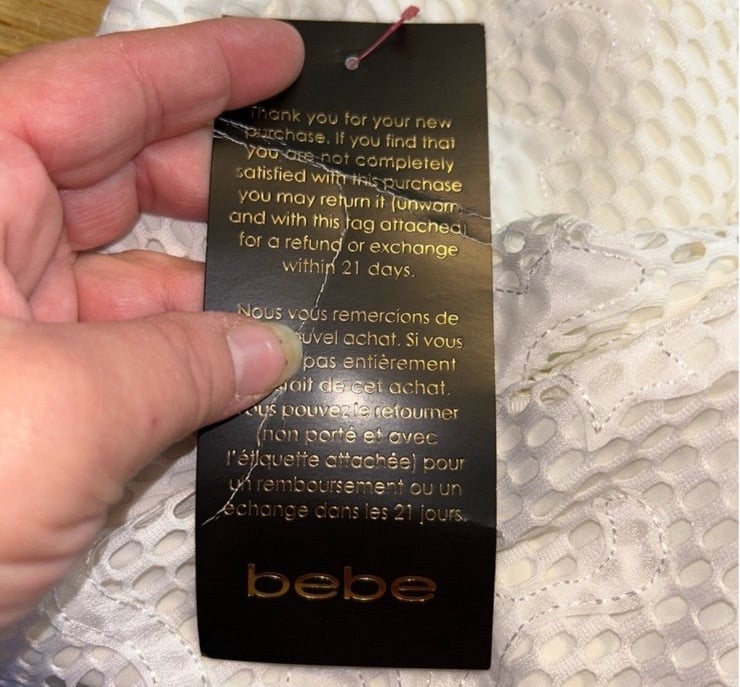 Thank you for your new
purchase. If you find that
you are not completely
satisfied with this purchase
you may return it (unworn
and with this tag attached)
for a refund or exchange
within 21 days.
Nous vous remercions de
vel achat. Si vous
pas entièrement
de cet achat.
pouvez le retourner
(non porté et avec
l'étiquette attachée) pour
un remboursement ou un
échange dans les 21 jours.
bebe